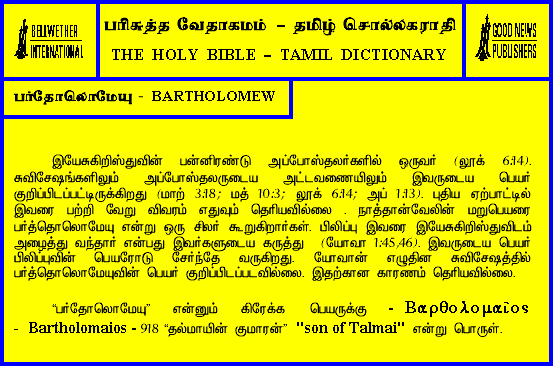 BELLWETHER
INTERNATIONAL
பரிசுத்த வேதாகமம் – தமிழ் சொல்லகராதி
THE HOLY BIBLE – TAMIL DICTIONARY
GOOD NEWS
PUBLISHERS
பர்தோலொமேயு - BARTHOLOMEW
இயேசுகிறிஸ்துவின் பன்னிரண்டு அப்போஸ்தலர்களில் ஒருவர் (லூக் 6:14).
சுவிசேஷங்களிலும் அப்போஸ்தலருடைய அட்டவணையிலும் இவருடைய பெயர்
குறிப்பிடப்பட்டிருக்கிறது (மாற் 3:18; மத் 10:3; லூக் 6:14; அப் 1:13). புதிய ஏற்பாட்டில்
இவரை பற்றி வேறு விவரம் எதுவும் தெரியவில்லை . நாத்தான்வேலின் மறுபெயரை
பர்த்தொலொமேயு என்று ஒரு சிலர் கூறுகிறார்கள். பிலிப்பு இவரை இயேசுகிறிஸ்துவிடம்
அழைத்து வந்தார் என்பது இவர்களுடைய கருத்து (யோவா 1:45,46). இவருடைய பெயர்
பிலிப்புவின் பெயரோடு சேர்ந்தே வருகிறது. யோவான் எழுதின சுவிசேஷத்தில்
பர்த்தொலொமேயுவின் பெயர் குறிப்பிடப்படவில்லை. இதற்கான காரணம் தெரியவில்லை.
“பர்தோலொமேயு” என்னும் கிரேக்க பெயருக்கு - Βαρθολομαῖος
- Bartholomaios - 918 “தல்மாயின் குமாரன்” "son of Talmai" என்று பொருள்.